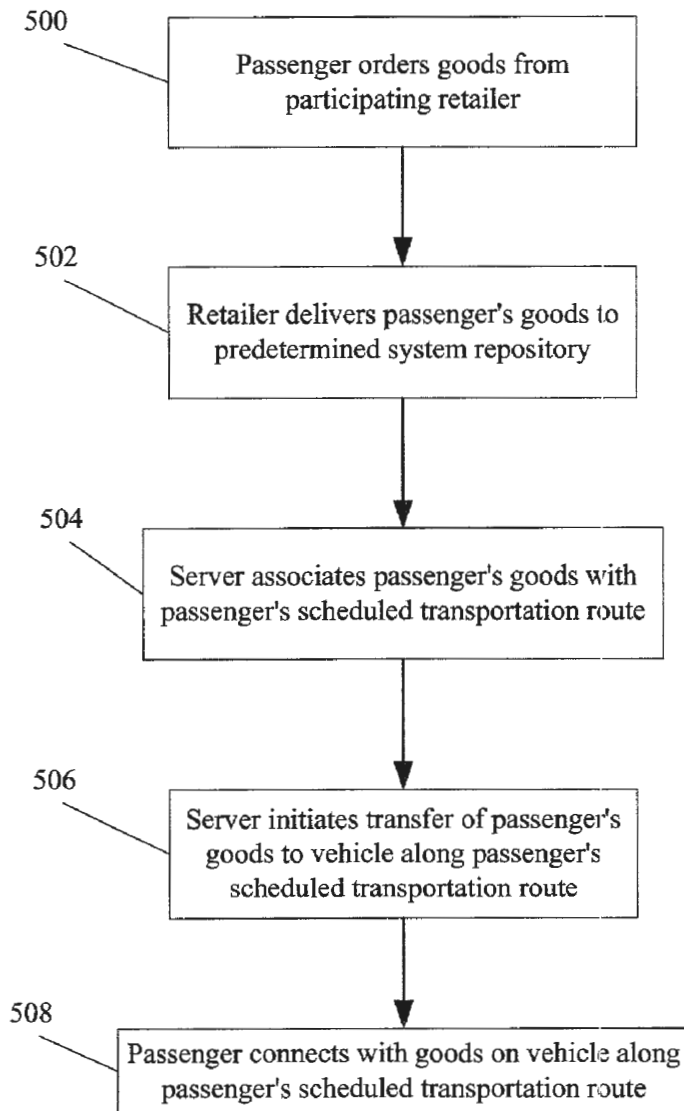 500
Passenger orders goods from
participating retailer
502
Retailer delivers passenger's goods to
predetermined system repository
504
Server associates passenger's goods with
passenger's scheduled transportation route
506
Server initiates transfer of passenger's
goods to vehicle along passenger's
scheduled transportation route
508
Passenger connects with goods on vehicle along
passenger's scheduled transportation route